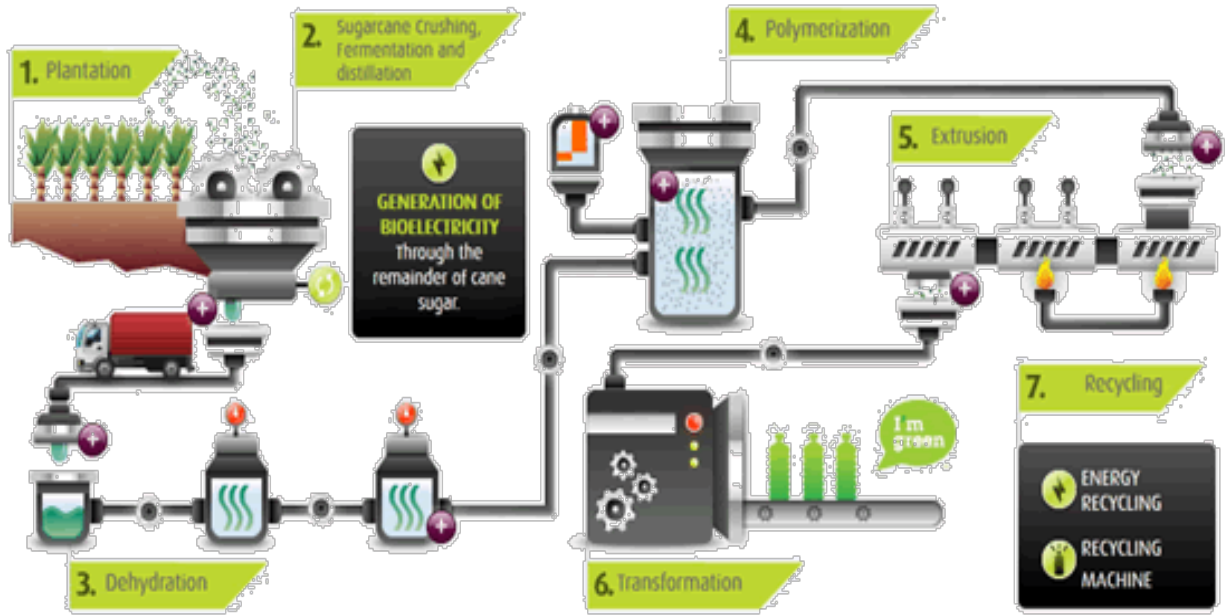 1. Plantation
2. Sugarcane Crushing,
Fermentation and
distillation
GENERATION OF
BIOELECTRICITY
Through the
remainder of cane
sugar.
3. Dehydration
4. Polymerization
5. Extrusion
6. Transformation
I'm
green
7. Recycling
ENERGY
RECYCLING
RECYCLING
MACHINE